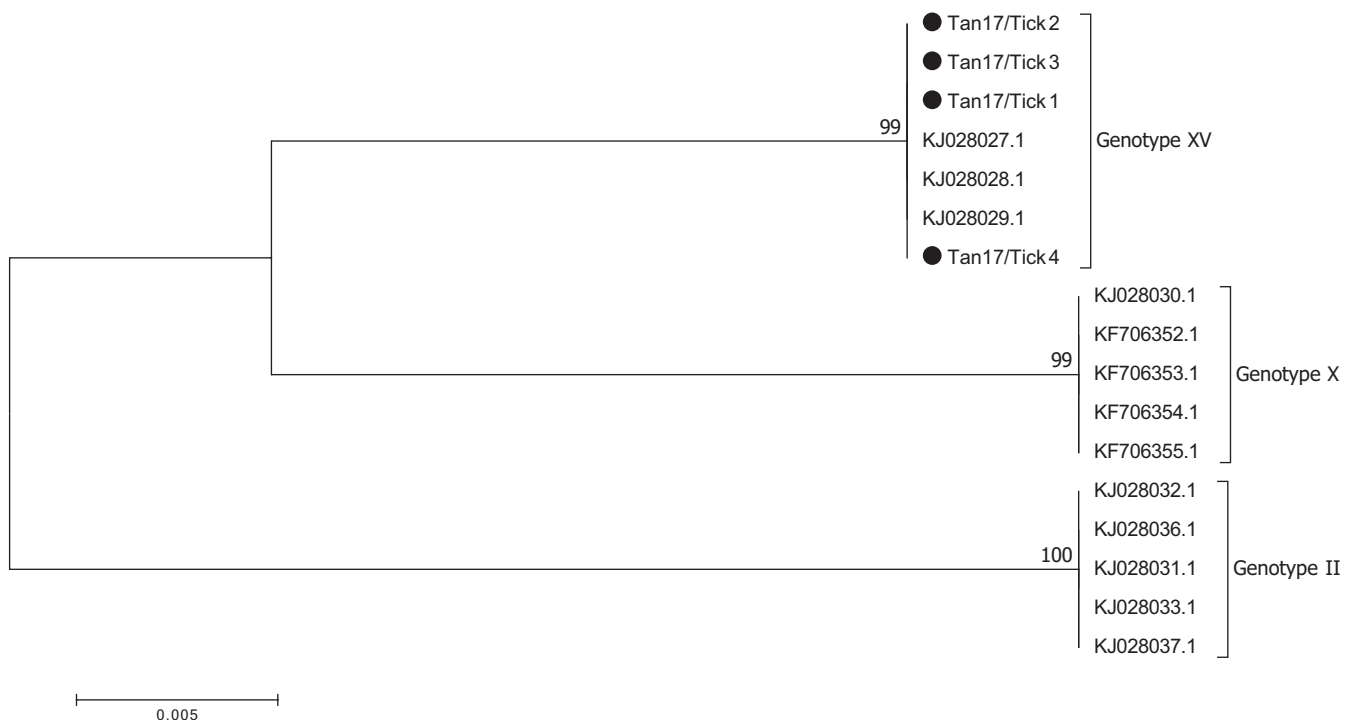 Tan17/Tick 2
Tan17/Tick 3
Tan17/Tick 1
99
KJ028027.1
Genotype XV
KJ028028.1
KJ028029.1
Tan17/Tick 4
KJ028030.1
KF706352.1
99
KF706353.1
Genotype X
KF706354.1
KF706355.1
KJ028032.1
KJ028036.1
100
KJ028031.1
Genotype II
KJ028033.1
KJ028037.1
0.005